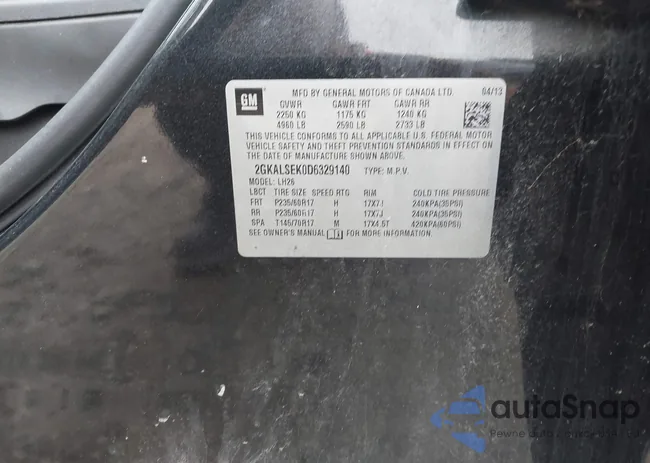 GM
MFD BY GENERAL MOTORS OF CANADA LTD. 04/13
GVWR GAWR FRT GAWR RR
2250 KG 1175 KG 1240 KG
4960 LB 2590 LB 2733 LB
THIS VEHICLE CONFORMS TO ALL APPLICABLE U.S. FEDERAL MOTOR
VEHICLE SAFETY AND THEFT PREVENTION STANDARDS IN EFFECT ON
THE DATE OF MANUFACTURE SHOWN ABOVE.
2GKALSEK0D6329140 TYPE: M.P.V.
MODEL: LH26
LBCT TIRE SIZE SPEED RTG RIM COLD TIRE PRESSURE
FRT P235/60R17 H 17X7J 240KPA(35PSI)
RR P235/60R17 H 17X7J 240KPA(35PSI)
SPA T145/70R17 M 17X4.5T 420KPA(60PSI)
SEE OWNER'S MANUAL FOR MORE INFORMATION.
autoSnap
Pewne auto